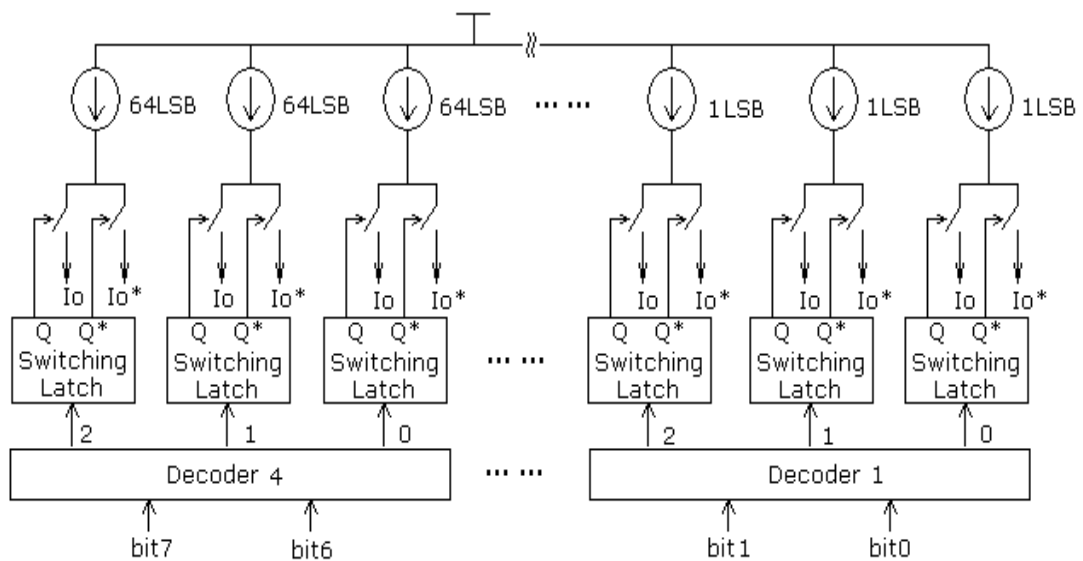 64LSB 64LSB 64LSB ... ... 1LSB 1LSB 1LSB
Io Io* Io Io* Io Io* Io Io* Io Io* Io Io*
Q Q* Q Q* Q Q* Q Q* Q Q* Q Q*
Switching Switching Switching ... ... Switching Switching Switching
Latch Latch Latch Latch Latch Latch
2 1 0 2 1 0
Decoder 4 ... ... Decoder 1
bit7 bit6 bit1 bit0